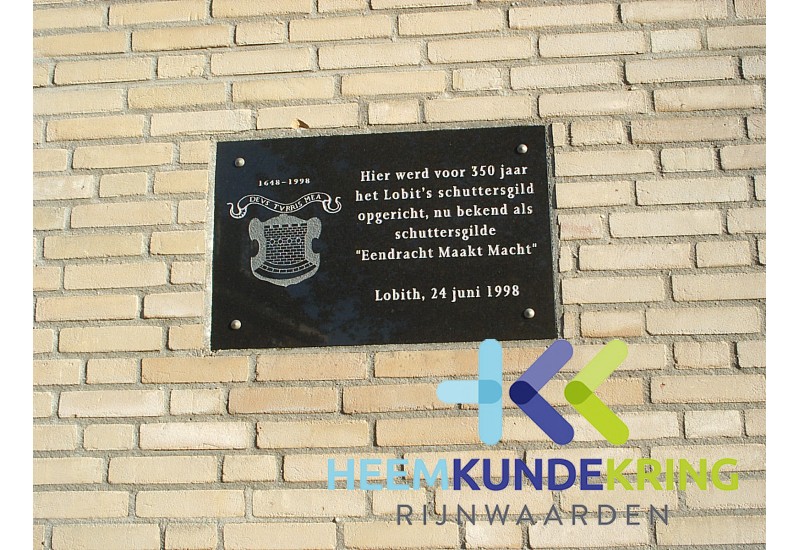 1648-1998
DEVS TVRRIS MEA
Hier werd voor 350 jaar
het Lobit's schuttersgild
opgericht, nu bekend als
schuttersgilde
"Eendracht Maakt Macht"
Lobith, 24 juni 1998
HEEMKUNDEKRING
RIJNWAARDEN